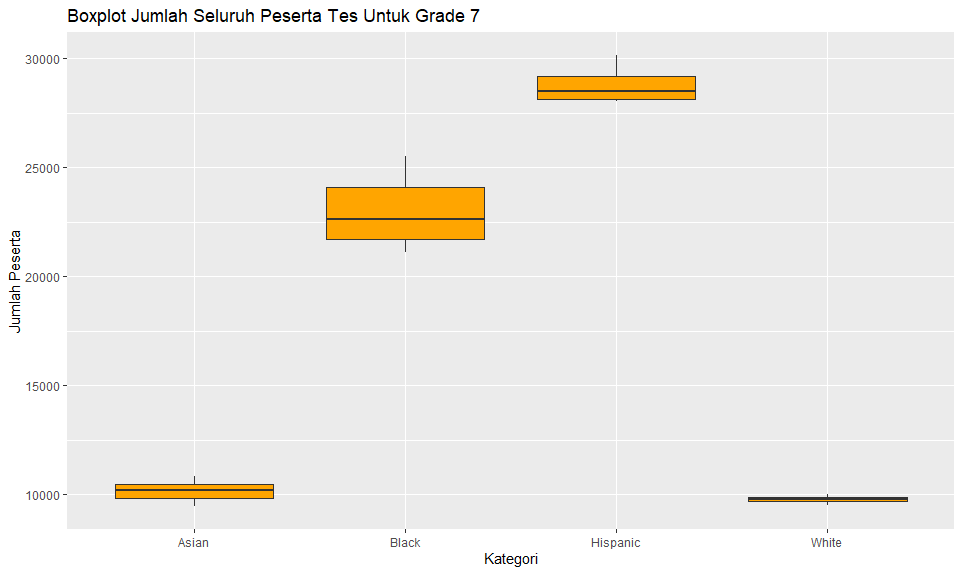 Boxplot Jumlah Seluruh Peserta Tes Untuk Grade 7
Jumlah Peserta
30000
25000
20000
15000
10000
Asian Black Hispanic White
Kategori